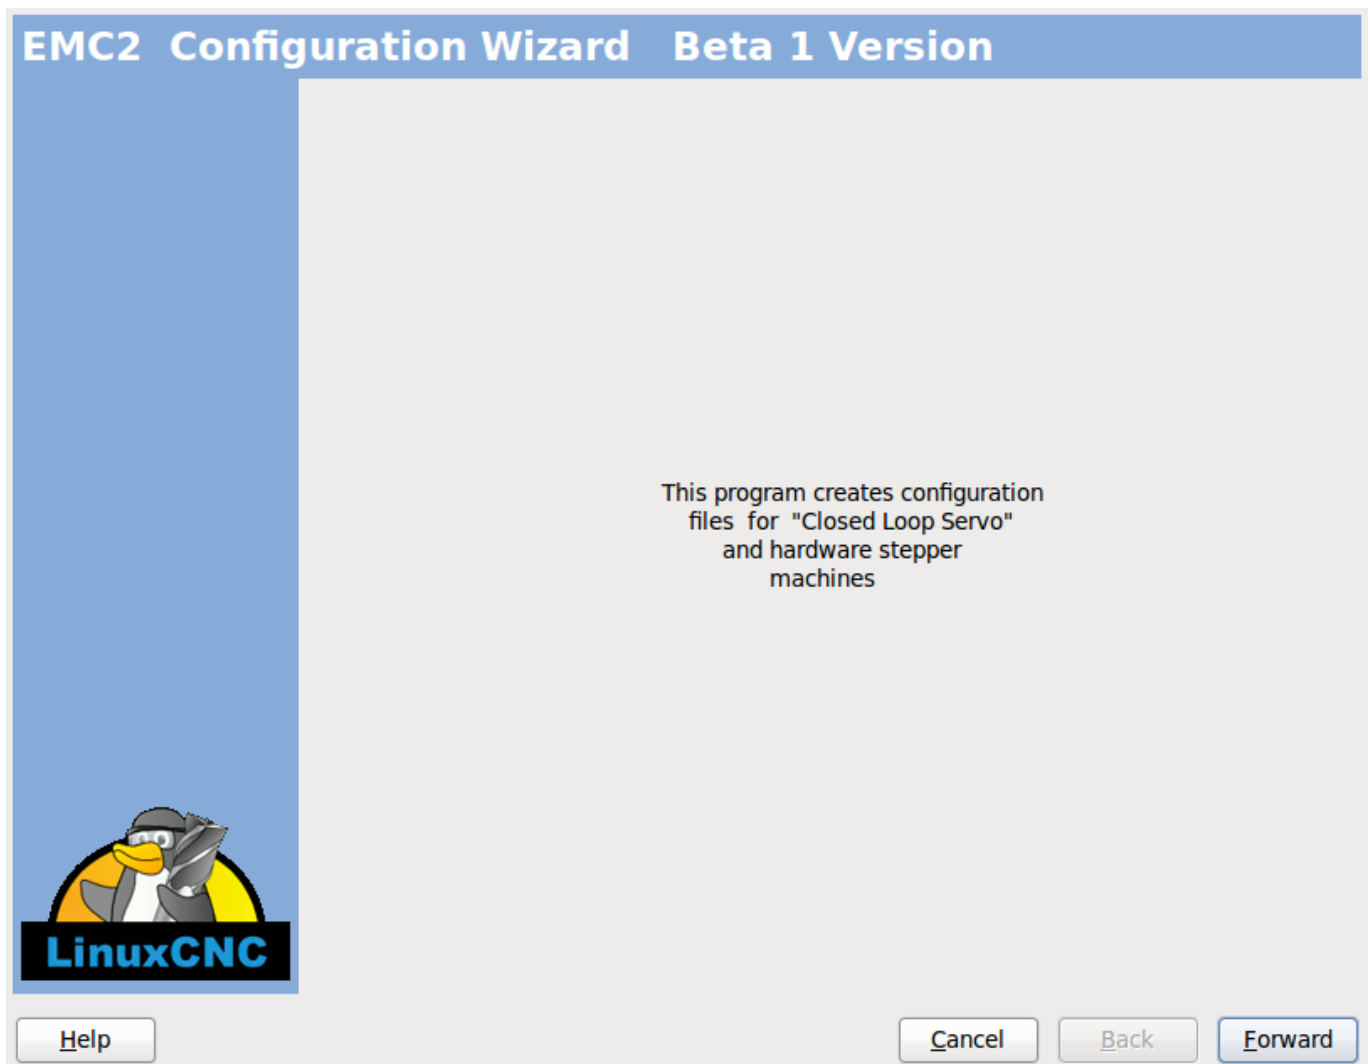 EMC2  Configuration Wizard   Beta 1 Version
This program creates configuration
files  for  "Closed Loop Servo"
and hardware stepper
machines
LinuxCNC
Help
Cancel
Back
Forward